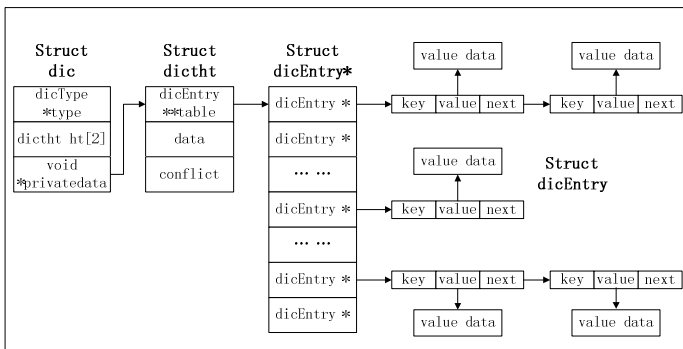 Struct
dic
dicType
*type
dictht ht[2]
void
*privatedata
Struct
dictht
dicEntry
**table
data
conflict
Struct
dicEntry*
dicEntry *
dicEntry *
... ...
dicEntry *
... ...
dicEntry *
dicEntry *
value data
key value next
value data
key value next
value data
key value next
Struct
dicEntry
key value next
value data
key value next
value data